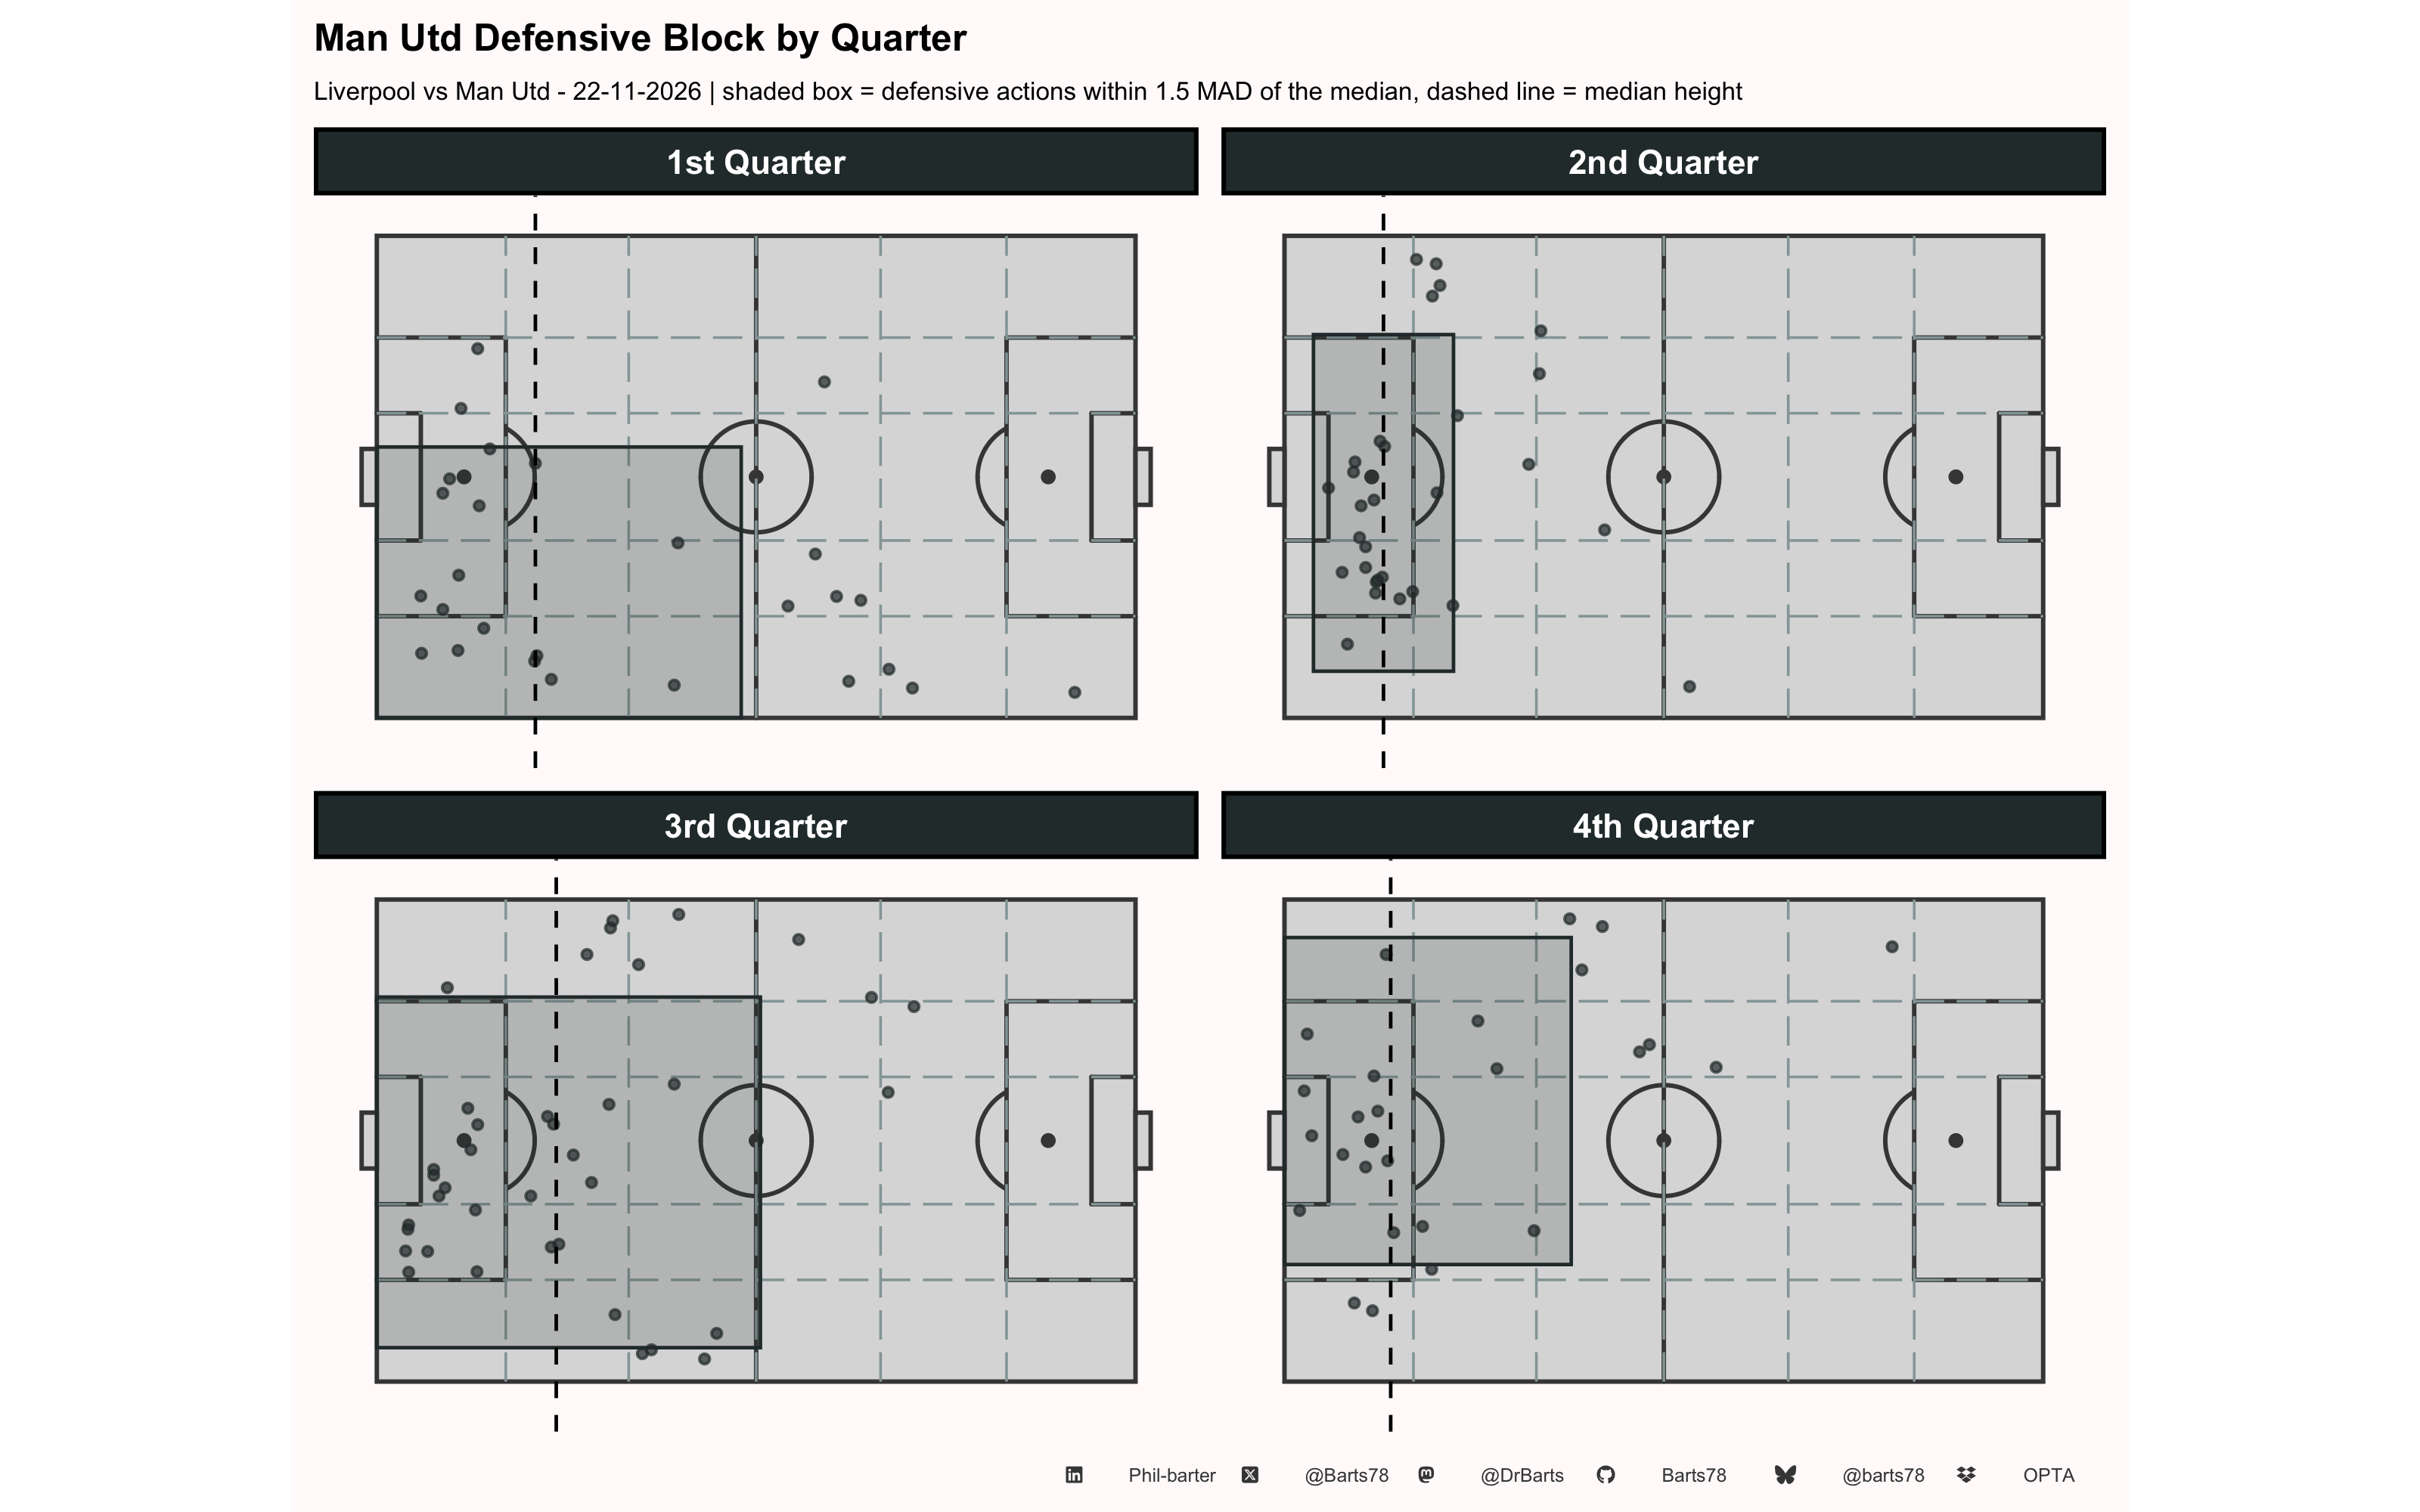 Man Utd Defensive Block by Quarter
Liverpool vs Man Utd - 22-11-2026 | shaded box = defensive actions within 1.5 MAD of the median, dashed line = median height
1st Quarter
2nd Quarter
3rd Quarter
4th Quarter
Phil-barter @Barts78 @DrBarts Barts78 @barts78 OPTA